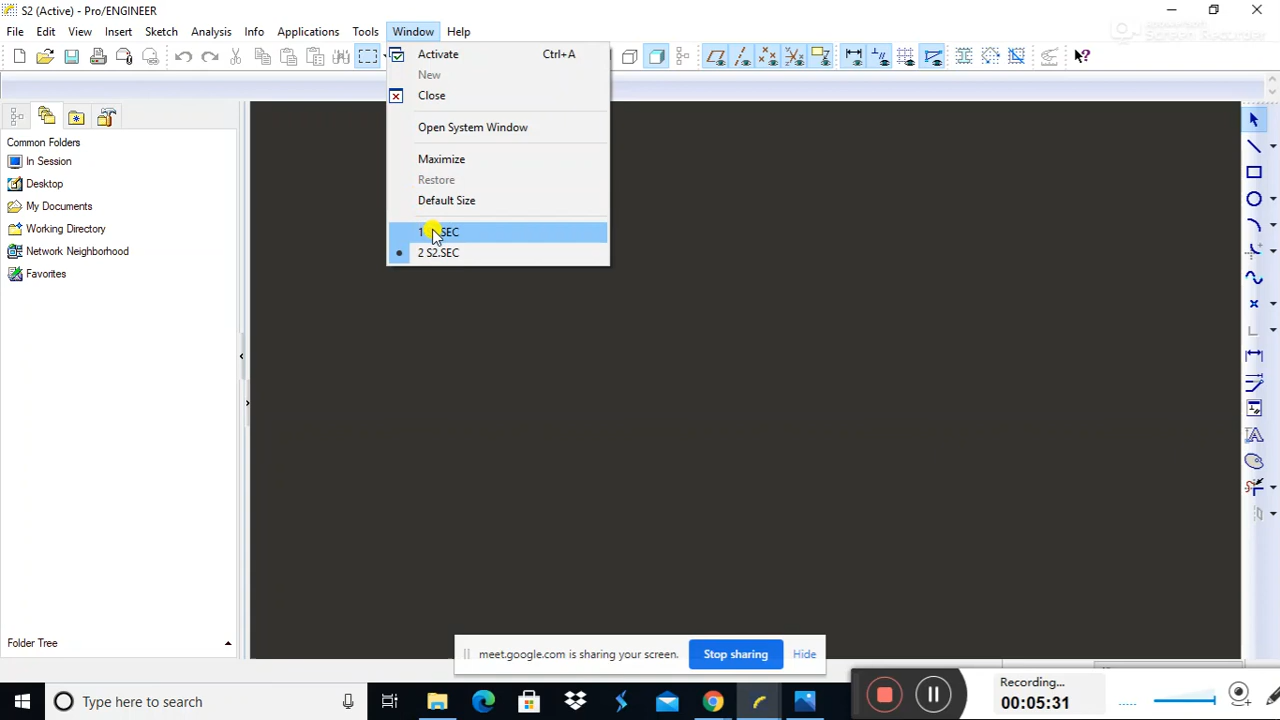 S2 (Active) - Pro/ENGINEER
File Edit View Insert Sketch Analysis Info Applications Tools Window Help
Screen Recorder
Activate Ctrl+A
New
Close
Open System Window
Maximize
Restore
Default Size
1 SEC
2 S2.SEC
Common Folders
In Session
Desktop
My Documents
Working Directory
Network Neighborhood
Favorites
Folder Tree
meet.google.com is sharing your screen. Stop sharing Hide
Type here to search
Recording...
00:05:31